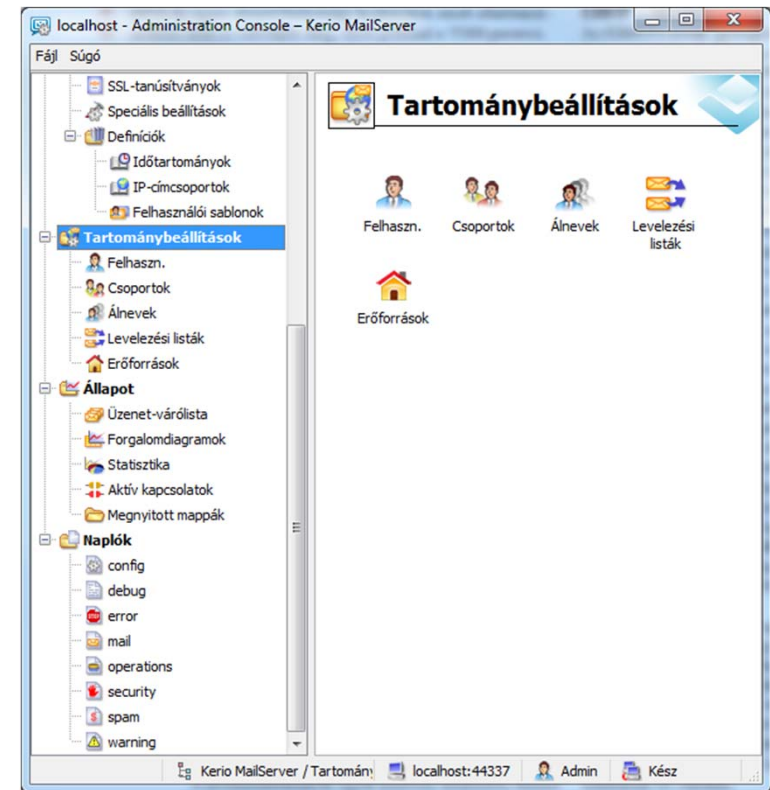 localhost - Administration Console – Kerio MailServer
Fájl Súgó
SSL-tanúsítványok
Speciális beállítások
Definíciók
Időtartományok
IP-címcsoportok
Felhasználói sablonok
Tartománybeállítások
Felhaszn.
Csoportok
Álnevek
Levelezési listák
Erőforrások
Állapot
Üzenet-várólista
Forgalomdiagramok
Statisztika
Aktív kapcsolatok
Megnyitott mappák
Naplók
config
debug
error
mail
operations
security
spam
warning
Tartománybeállítások
Felhaszn. Csoportok Álnevek Levelezési
listák
Erőforrások
Kerio MailServer / Tartomány localhost:44337 Admin Kész